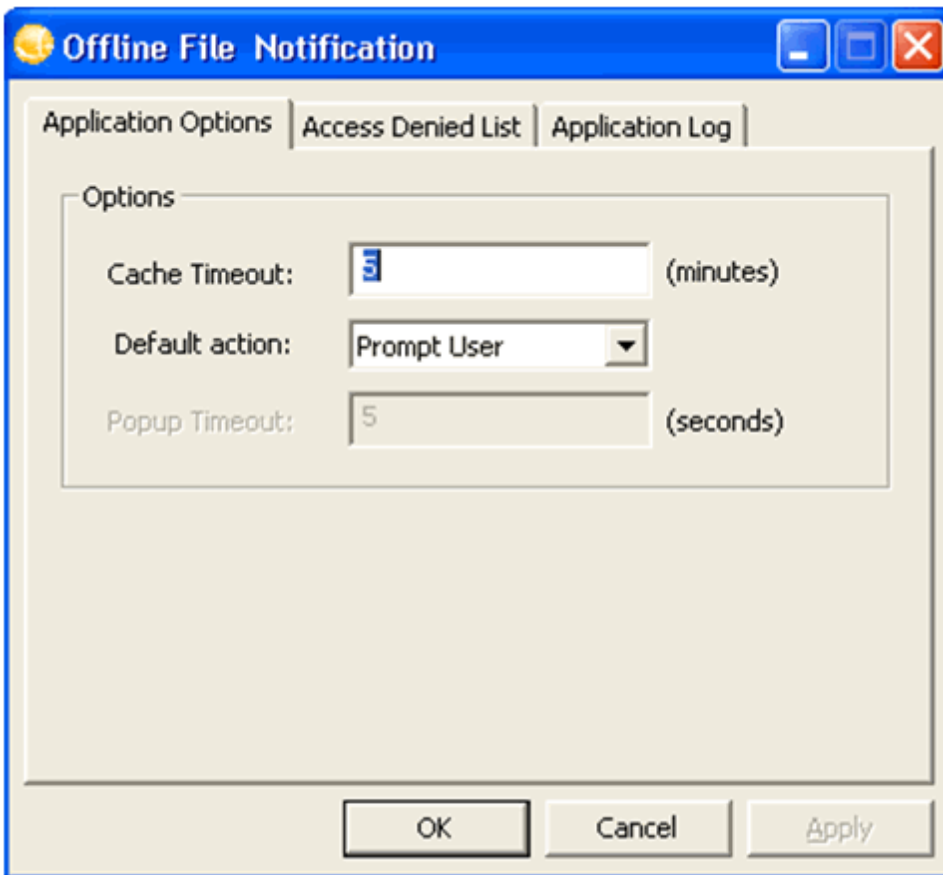 Offline File Notification
Application Options Access Denied List Application Log
Options
Cache Timeout: 5 (minutes)
Default action: Prompt User
Popup Timeout: 5 (seconds)
OK Cancel Apply